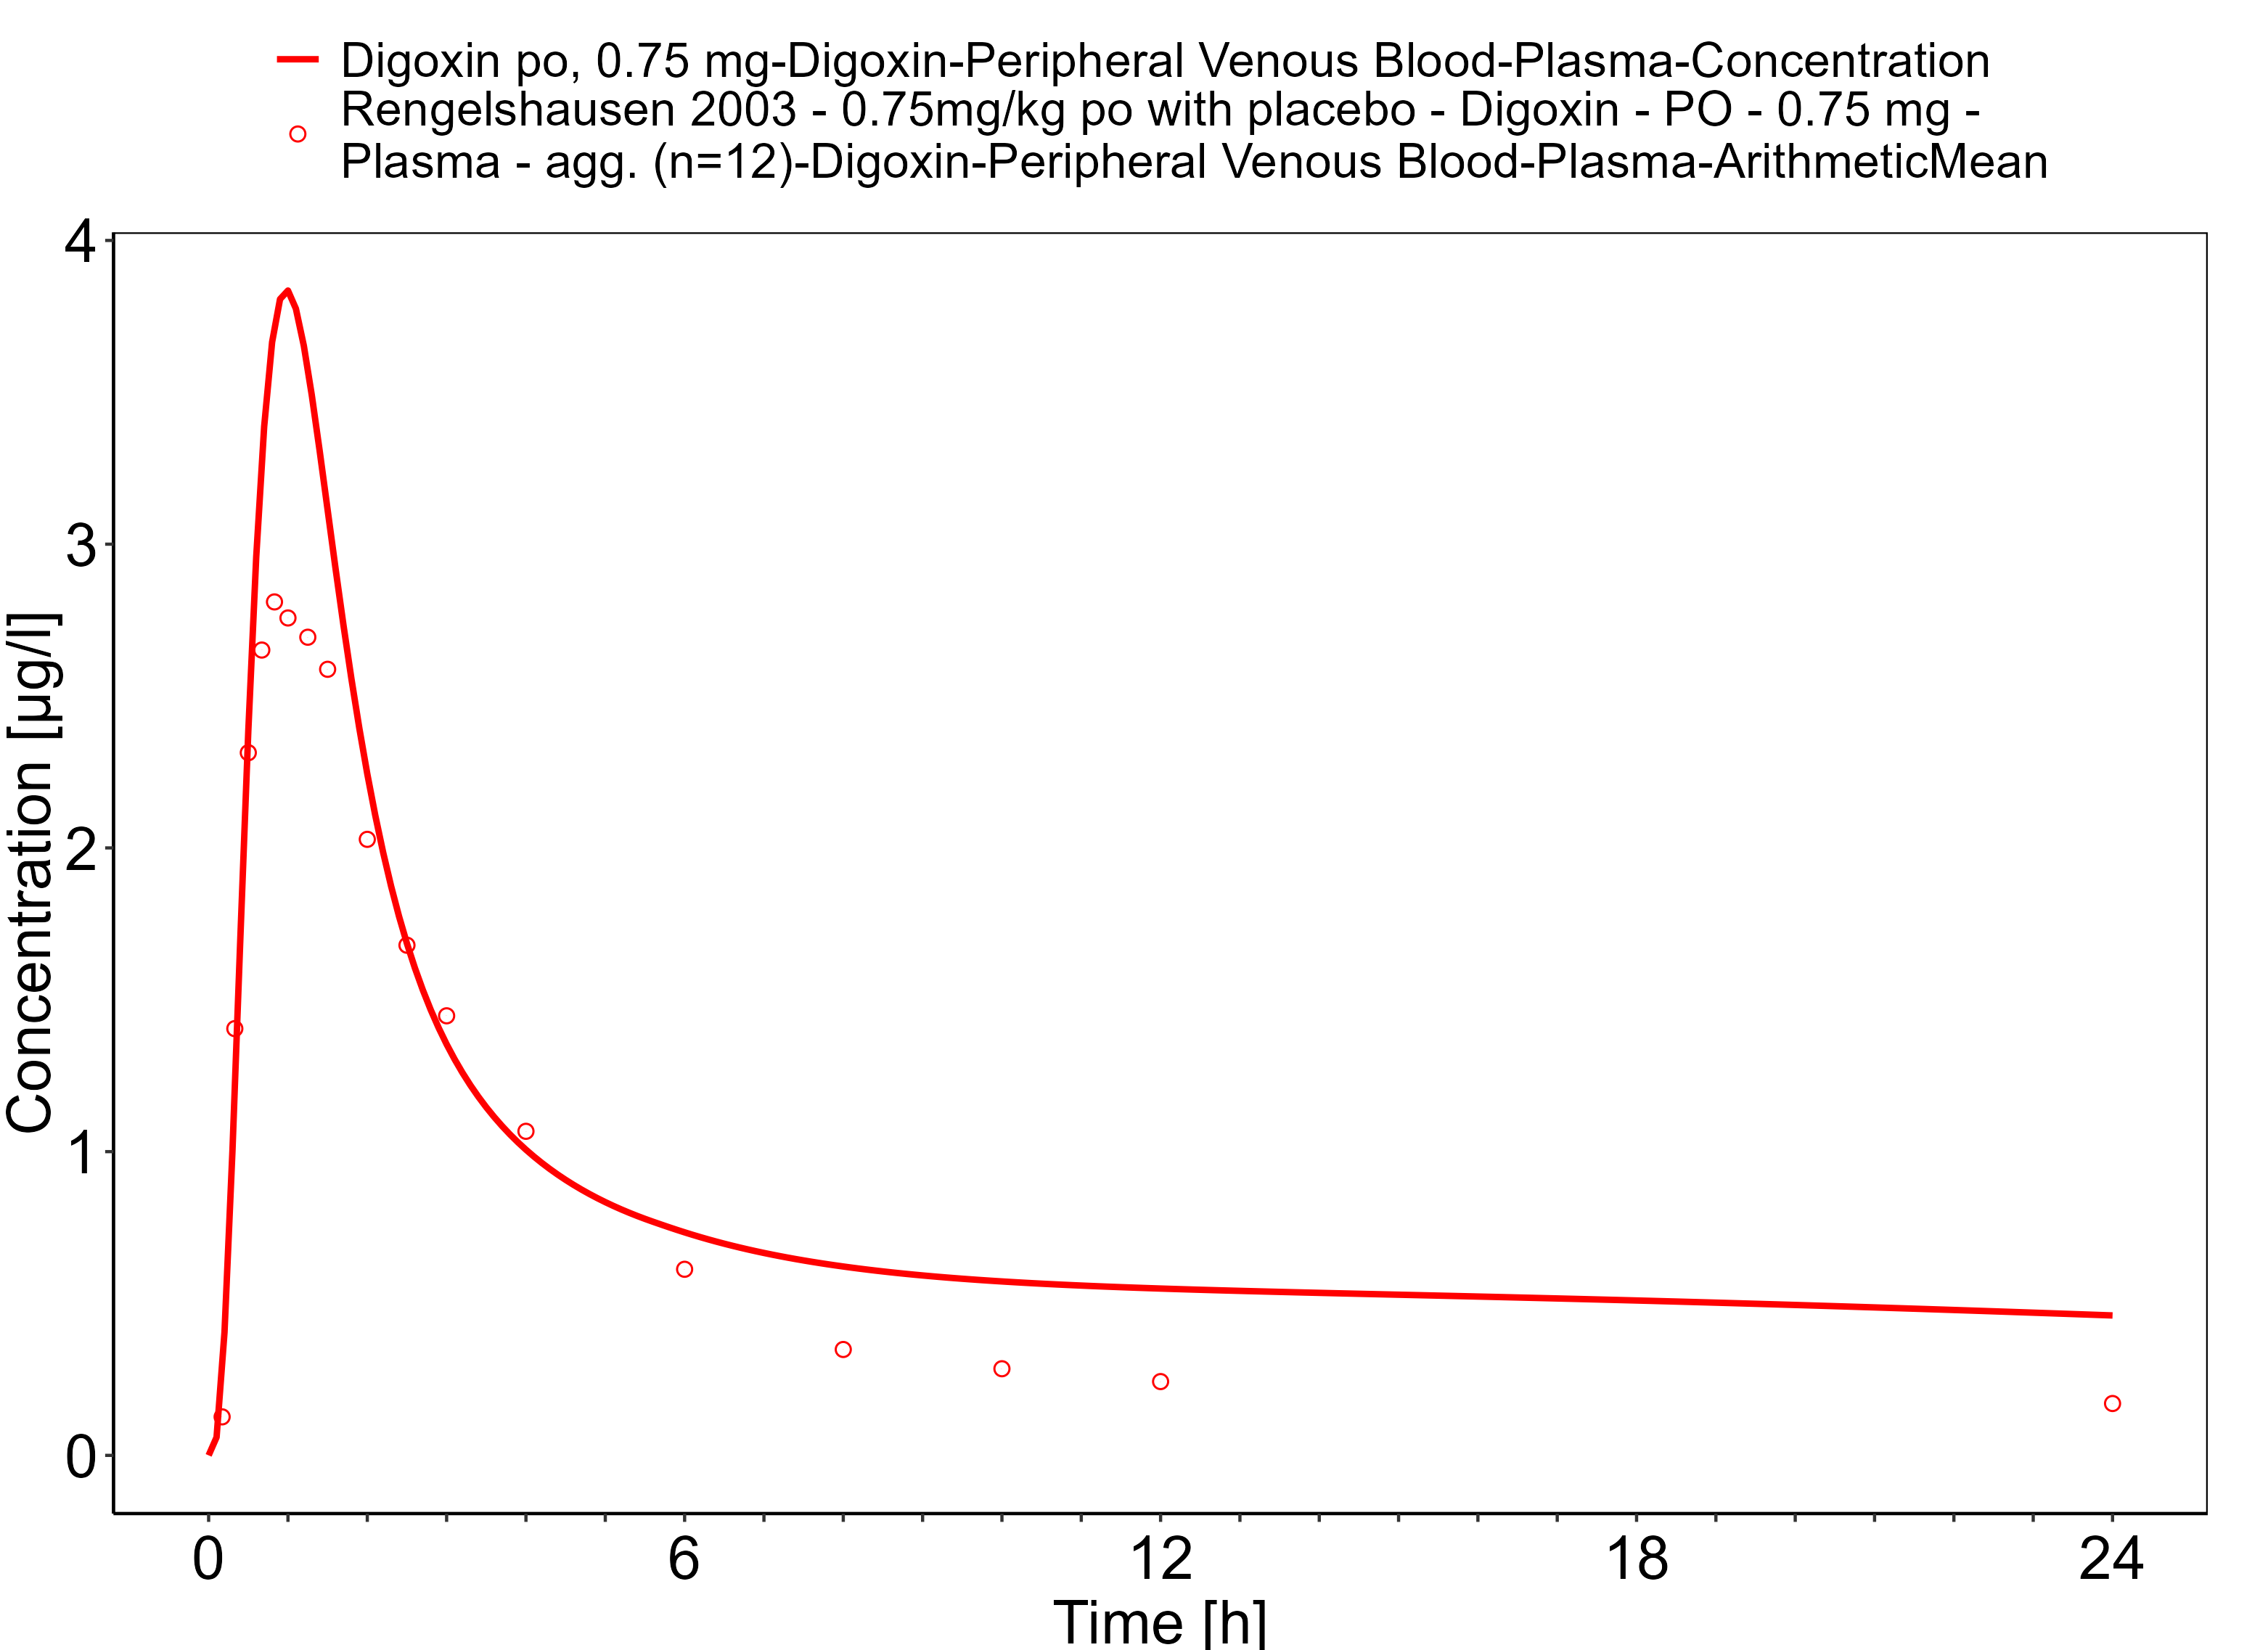 Digoxin po, 0.75 mg-Digoxin-Peripheral Venous Blood-Plasma-Concentration
Rengelshausen 2003 - 0.75mg/kg po with placebo - Digoxin - PO - 0.75 mg -
Plasma - agg. (n=12)-Digoxin-Peripheral Venous Blood-Plasma-ArithmeticMean
4
3
2
1
0
Concentration [µg/l]
0 6 12 18 24
Time [h]